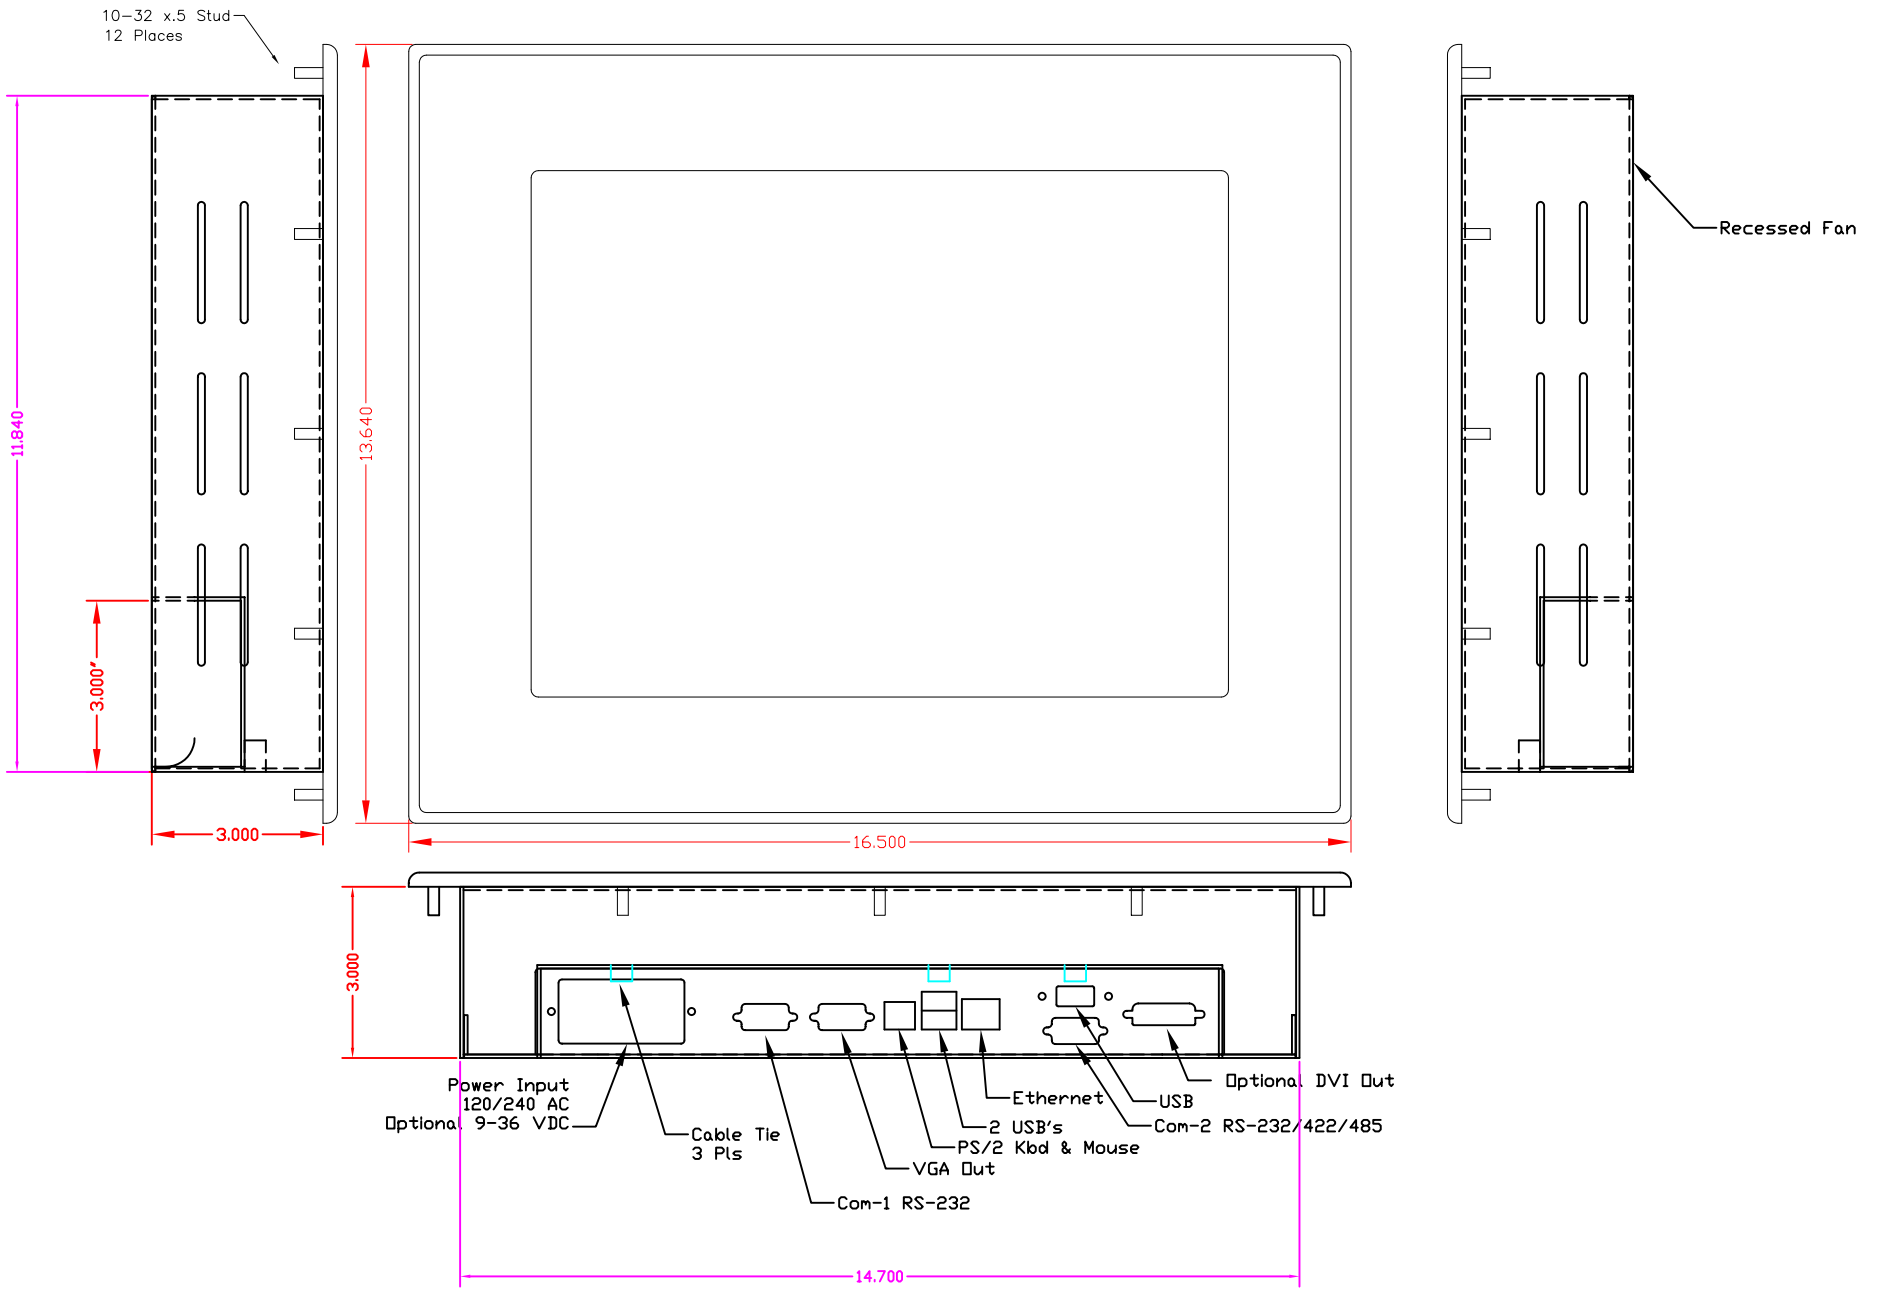 10-32 x.5 Stud
12 Places
Recessed Fan
11.840
13.640
3.000"
3.000
16.500
3.000
Power Input
120/240 AC
Optional 9-36 VDC
Cable Tie
3 Pls
Com-1 RS-232
VGA Out
PS/2 Kbd & Mouse
2 USB's
Ethernet
USB
Com-2 RS-232/422/485
Optional DVI Out
14.700